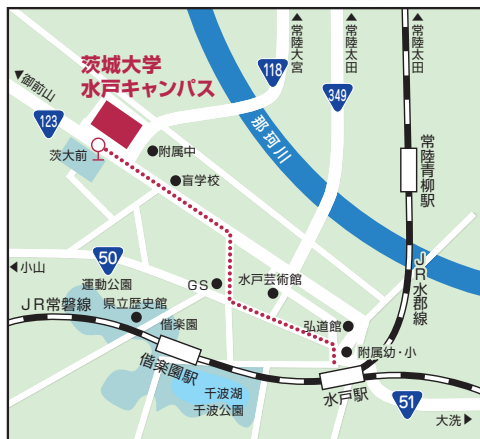 茨城大学
水戸キャンパス
常陸大宮
常陸太田
常陸太田
118
349
御前山
123
茨大前
附属中
盲学校
那珂川
常陸青柳駅
JR水郡線
50
小山
運動公園
GS
水戸芸術館
県立歴史館
JR常磐線
偕楽園
弘道館
附属幼・小
偕楽園駅
千波湖
千波公園
水戸駅
51
大洗